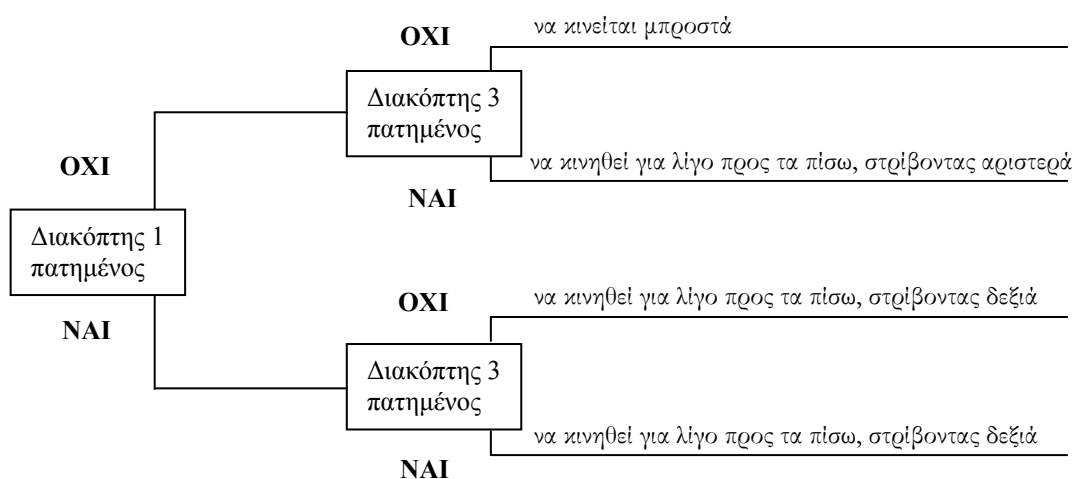 ΟΧΙ
να κινείται μπροστά
Διακόπτης 3
πατημένος
ΟΧΙ
να κινηθεί για λίγο προς τα πίσω, στρίβοντας αριστερά
ΝΑΙ
Διακόπτης 1
πατημένος
ΟΧΙ
να κινηθεί για λίγο προς τα πίσω, στρίβοντας δεξιά
ΝΑΙ
Διακόπτης 3
πατημένος
να κινηθεί για λίγο προς τα πίσω, στρίβοντας δεξιά
ΝΑΙ